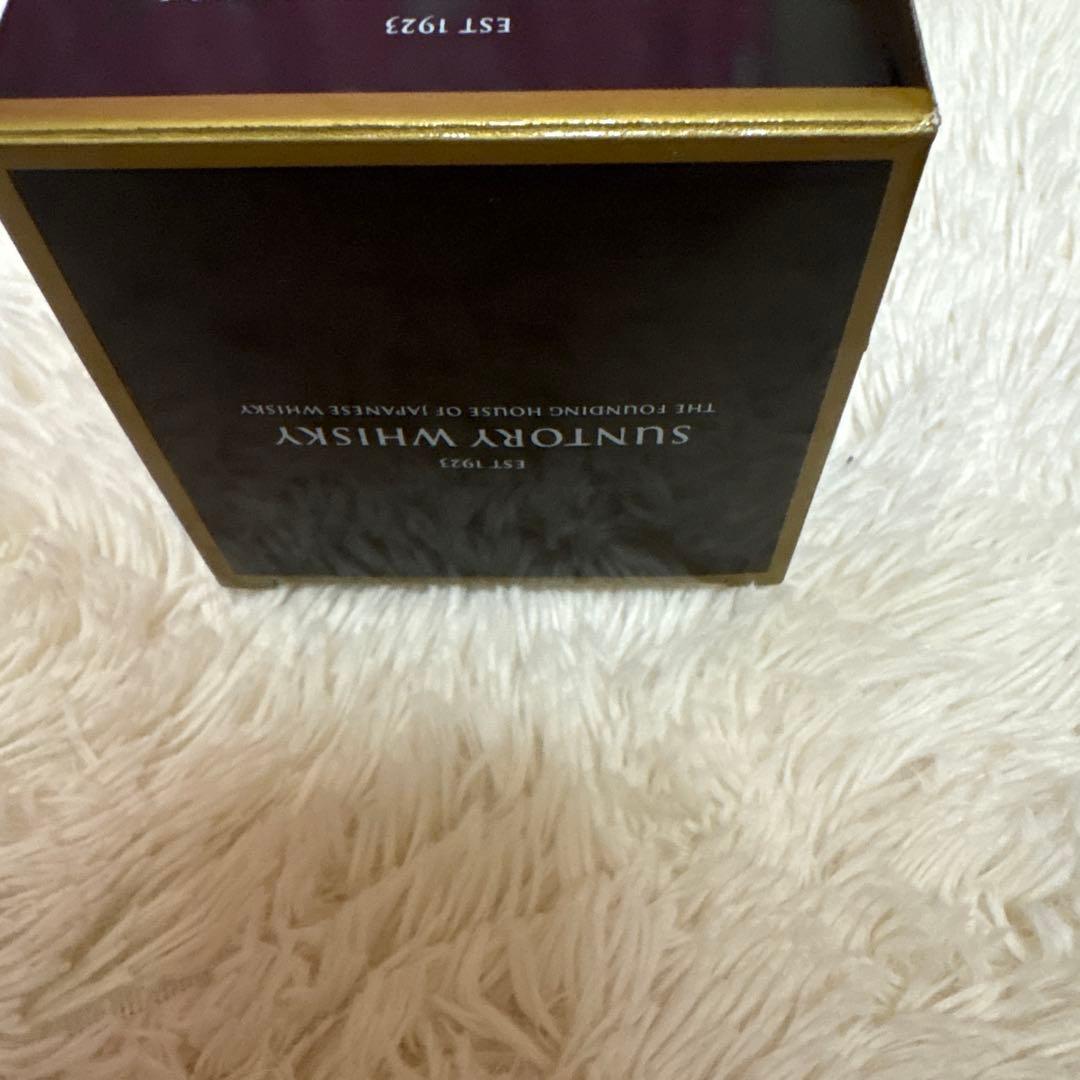 EST 1923
EST 1923
SUNTORY WHISKY
THE FOUNDING HOUSE OF JAPANESE WHISKY